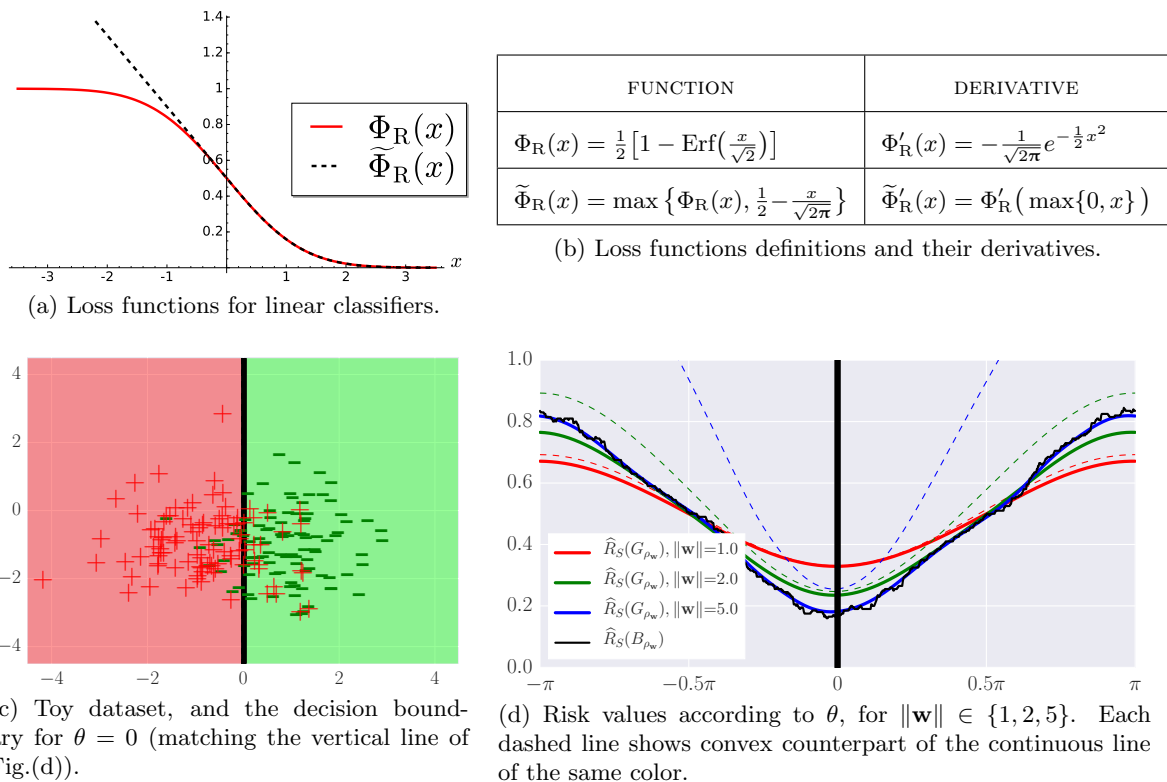 1.4
1.2
1
0.8
0.6
0.4
0.2
-3 -2 -1 0 1 2 3
x
Φ_R(x)
Φ̃_R(x)
(a) Loss functions for linear classifiers.
FUNCTION DERIVATIVE
Φ_R(x) = 1/2[1 − Erf(x/√2)] Φ′_R(x) = −1/√2π e^{−1/2 x²}
Φ̃_R(x) = max{Φ_R(x), 1/2 − x/√2π} Φ̃′_R(x) = Φ′_R(max{0, x})
(b) Loss functions definitions and their derivatives.
4
2
0
−2
−4
−4 −2 0 2 4
c) Toy dataset, and the decision bound-
ary for θ = 0 (matching the vertical line of
Fig.(d)).
1.0
0.8
0.6
0.4
0.2
0.0
R̂_S(G_ρw), ‖w‖=1.0
R̂_S(G_ρw), ‖w‖=2.0
R̂_S(G_ρw), ‖w‖=5.0
R̂_S(B_ρw)
−π −0.5π 0 0.5π π
(d) Risk values according to θ, for ‖w‖ ∈ {1, 2, 5}. Each
dashed line shows convex counterpart of the continuous line
of the same color.